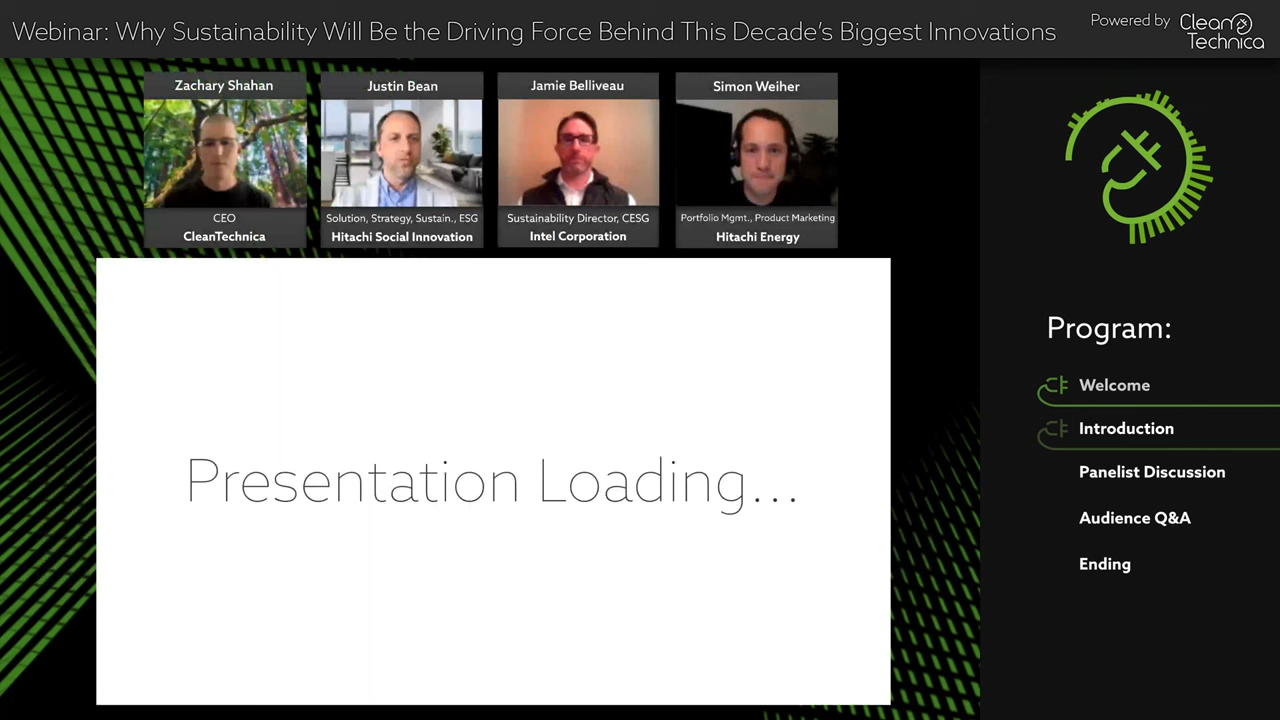 Webinar: Why Sustainability Will Be the Driving Force Behind This Decade's Biggest Innovations
Powered by
Clean
Technica
Zachary Shahan
CEO
CleanTechnica
Justin Bean
Solution, Strategy, Sustain., ESG
Hitachi Social Innovation
Jamie Belliveau
Sustainability Director, CESG
Intel Corporation
Simon Weiher
Portfolio Mgmt., Product Marketing
Hitachi Energy
Presentation Loading...
Program:
Welcome
Introduction
Panelist Discussion
Audience Q&A
Ending